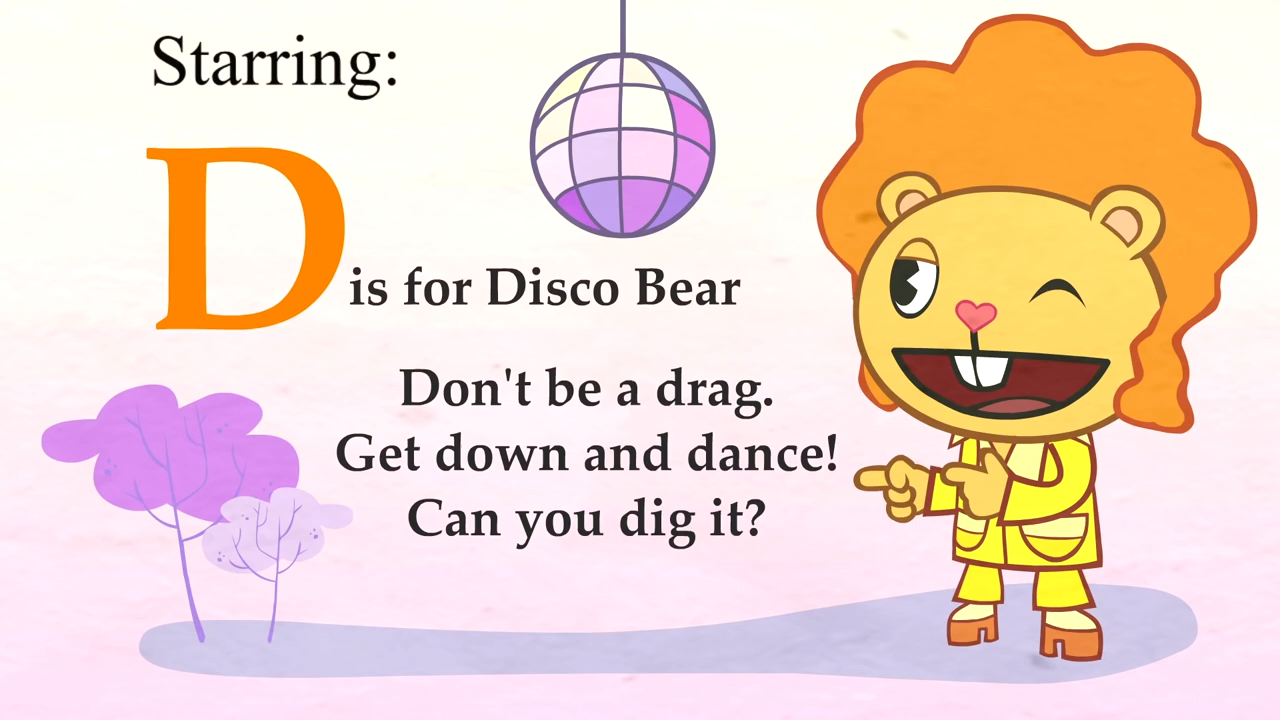 Starring:
D is for Disco Bear
Don't be a drag.
Get down and dance!
Can you dig it?